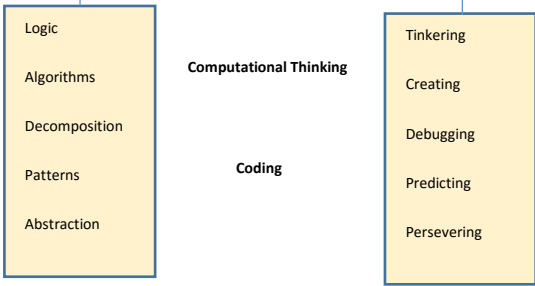 Logic
Algorithms
Decomposition
Patterns
Abstraction
Computational Thinking
Coding
Tinkering
Creating
Debugging
Predicting
Persevering